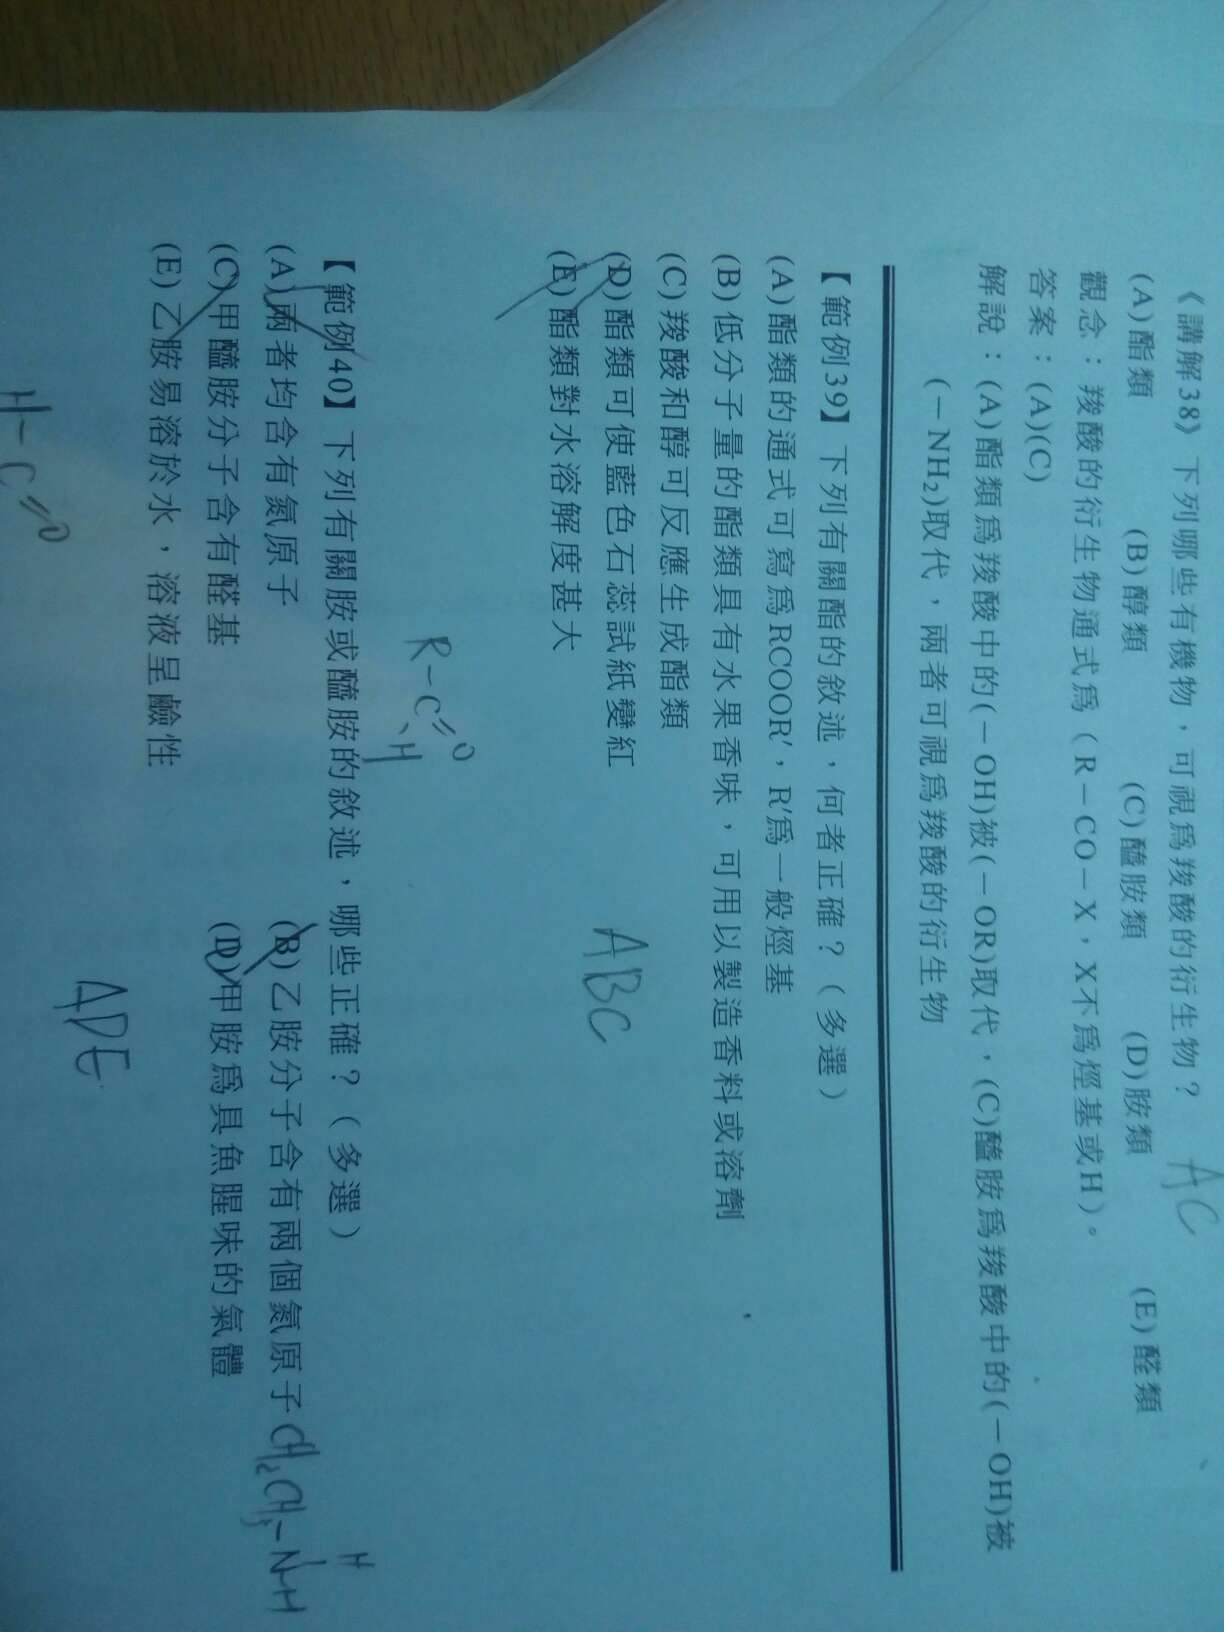 《講解38》下列哪些有機物，可視為羧酸的衍生物？ AC
(A)酯類 (B)醇類 (C)醯胺類 (D)胺類 (E)醛類
觀念：羧酸的衍生物通式為（R－CO－X，X不為烴基或H）。
答案：(A)(C)
解說：(A)酯類為羧酸中的(－OH)被(－OR)取代，(C)醯胺為羧酸中的(－OH)被
(－NH₂)取代，兩者可視為羧酸的衍生物
【範例39】下列有關酯的敘述，何者正確？（多選）
(A)酯類的通式可寫為RCOOR′，R′為一般烴基
(B)低分子量的酯類具有水果香味，可用以製造香料或溶劑
(C)羧酸和醇可反應生成酯類
(D)酯類可使藍色石蕊試紙變紅 ABC
(E)酯類對水溶解度甚大
R－C＝O
H
【範例40】下列有關胺或醯胺的敘述，哪些正確？（多選）
(A)兩者均含有氮原子 (B)乙胺分子含有兩個氮原子 CH₂CH₃－N－H
H
(C)甲醯胺分子含有醛基 (D)甲胺為具魚腥味的氣體
(E)乙胺易溶於水，溶液呈鹼性
ADE
H－C＝O